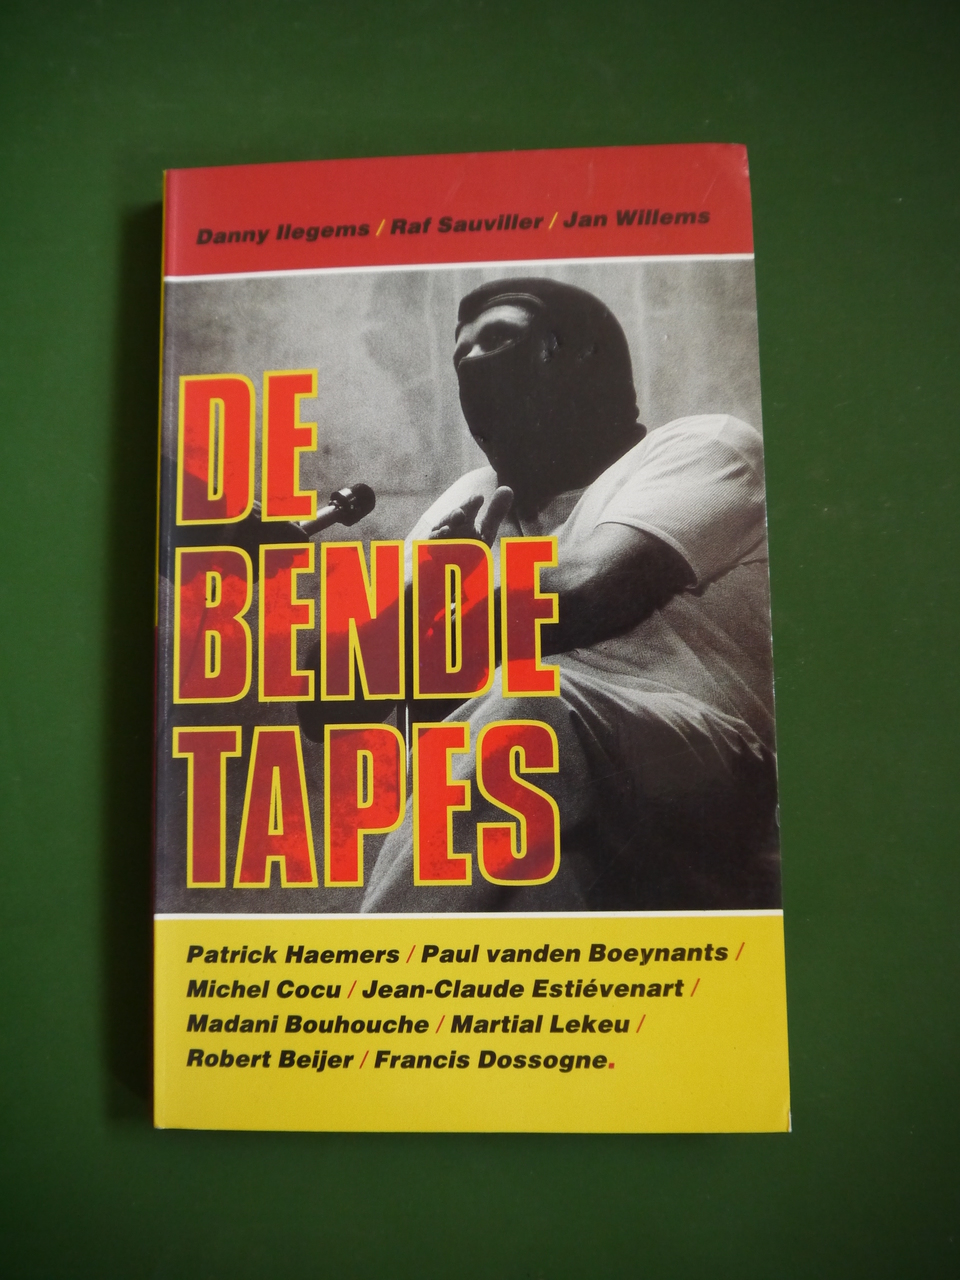 Danny Ilegems / Raf Sauviller / Jan Willems
DE
BENDE
TAPES
Patrick Haemers / Paul vanden Boeynants /
Michel Cocu / Jean-Claude Estiévenart /
Madani Bouhouche / Martial Lekeu /
Robert Beijer / Francis Dossogne.